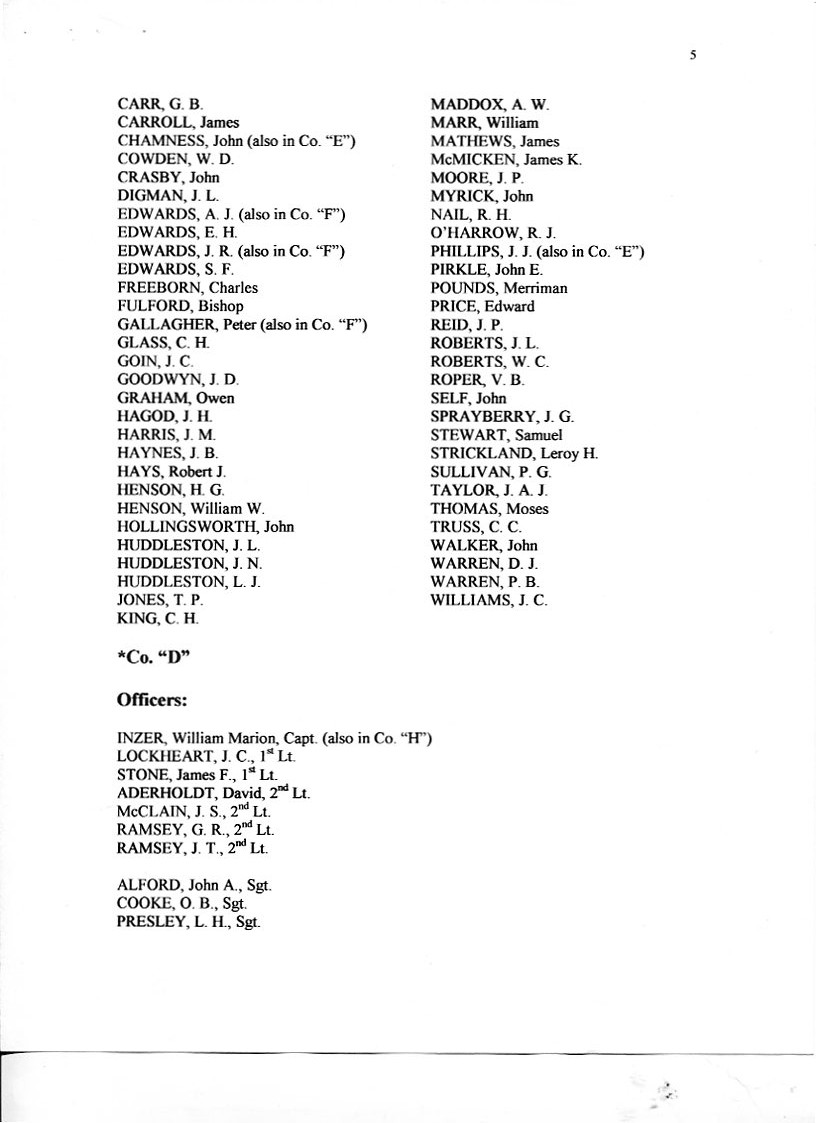 5
CARR, G. B.
CARROLL, James
CHAMNESS, John (also in Co. “E”)
COWDEN, W. D.
CRASBY, John
DIGMAN, J. L.
EDWARDS, A. J. (also in Co. “F”)
EDWARDS, E. H.
EDWARDS, J. R. (also in Co. “F”)
EDWARDS, S. F.
FREEBORN, Charles
FULFORD, Bishop
GALLAGHER, Peter (also in Co. “F”)
GLASS, C. H.
GOIN, J. C.
GOODWYN, J. D.
GRAHAM, Owen
HAGOD, J. H.
HARRIS, J. M.
HAYNES, J. B.
HAYS, Robert J.
HENSON, H. G.
HENSON, William W.
HOLLINGSWORTH, John
HUDDLESTON, J. L.
HUDDLESTON, J. N.
HUDDLESTON, L. J.
JONES, T. P.
KING, C. H.
MADDOX, A. W.
MARR, William
MATHEWS, James
McMICKEN, James K.
MOORE, J. P.
MYRICK, John
NAIL, R. H.
O’HARROW, R. J.
PHILLIPS, J. J. (also in Co. “E”)
PIRKLE, John E.
POUNDS, Merriman
PRICE, Edward
REID, J. P.
ROBERTS, J. L.
ROBERTS, W. C.
ROPER, V. B.
SELF, John
SPRAYBERRY, J. G.
STEWART, Samuel
STRICKLAND, Leroy H.
SULLIVAN, P. G.
TAYLOR, J. A. J.
THOMAS, Moses
TRUSS, C. C.
WALKER, John
WARREN, D. J.
WARREN, P. B.
WILLIAMS, J. C.
*Co. “D”
Officers:
INZER, William Marion, Capt. (also in Co. “H”)
LOCKHEART, J. C., 1st Lt.
STONE, James F., 1st Lt.
ADERHOLDT, David, 2nd Lt.
McCLAIN, J. S., 2nd Lt.
RAMSEY, G. R., 2nd Lt.
RAMSEY, J. T., 2nd Lt.
ALFORD, John A., Sgt.
COOKE, O. B., Sgt.
PRESLEY, L. H., Sgt.